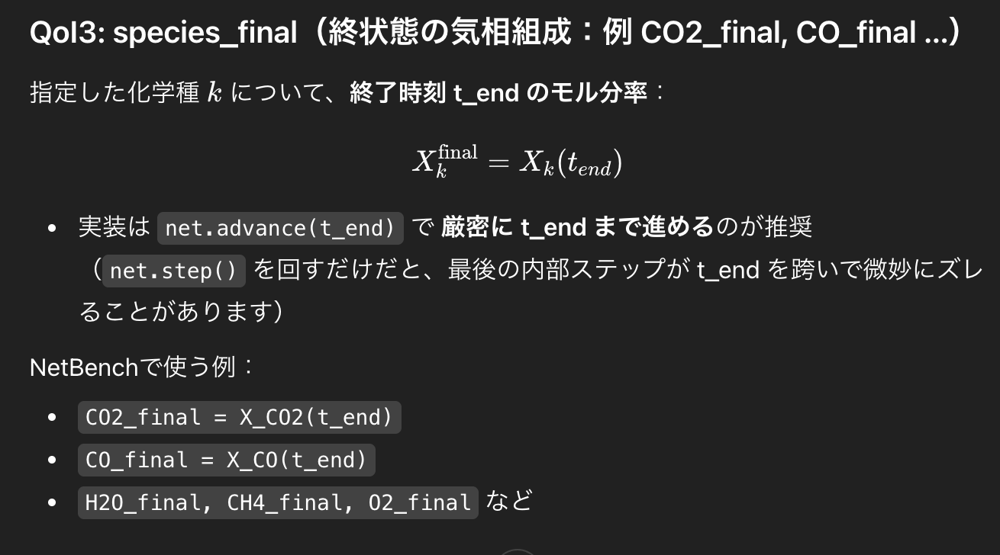 QoI3: species_final（終状態の気相組成：例 CO2_final, CO_final ...）
指定した化学種 k について、終了時刻 t_end のモル分率：
X_k^final = X_k(t_end)
• 実装は net.advance(t_end) で 厳密に t_end まで進めるのが推奨
（net.step() を回すだけだと、最後の内部ステップが t_end を跨いで微妙にズレ
ることがあります）
NetBenchで使う例：
• CO2_final = X_CO2(t_end)
• CO_final = X_CO(t_end)
• H2O_final, CH4_final, O2_final など